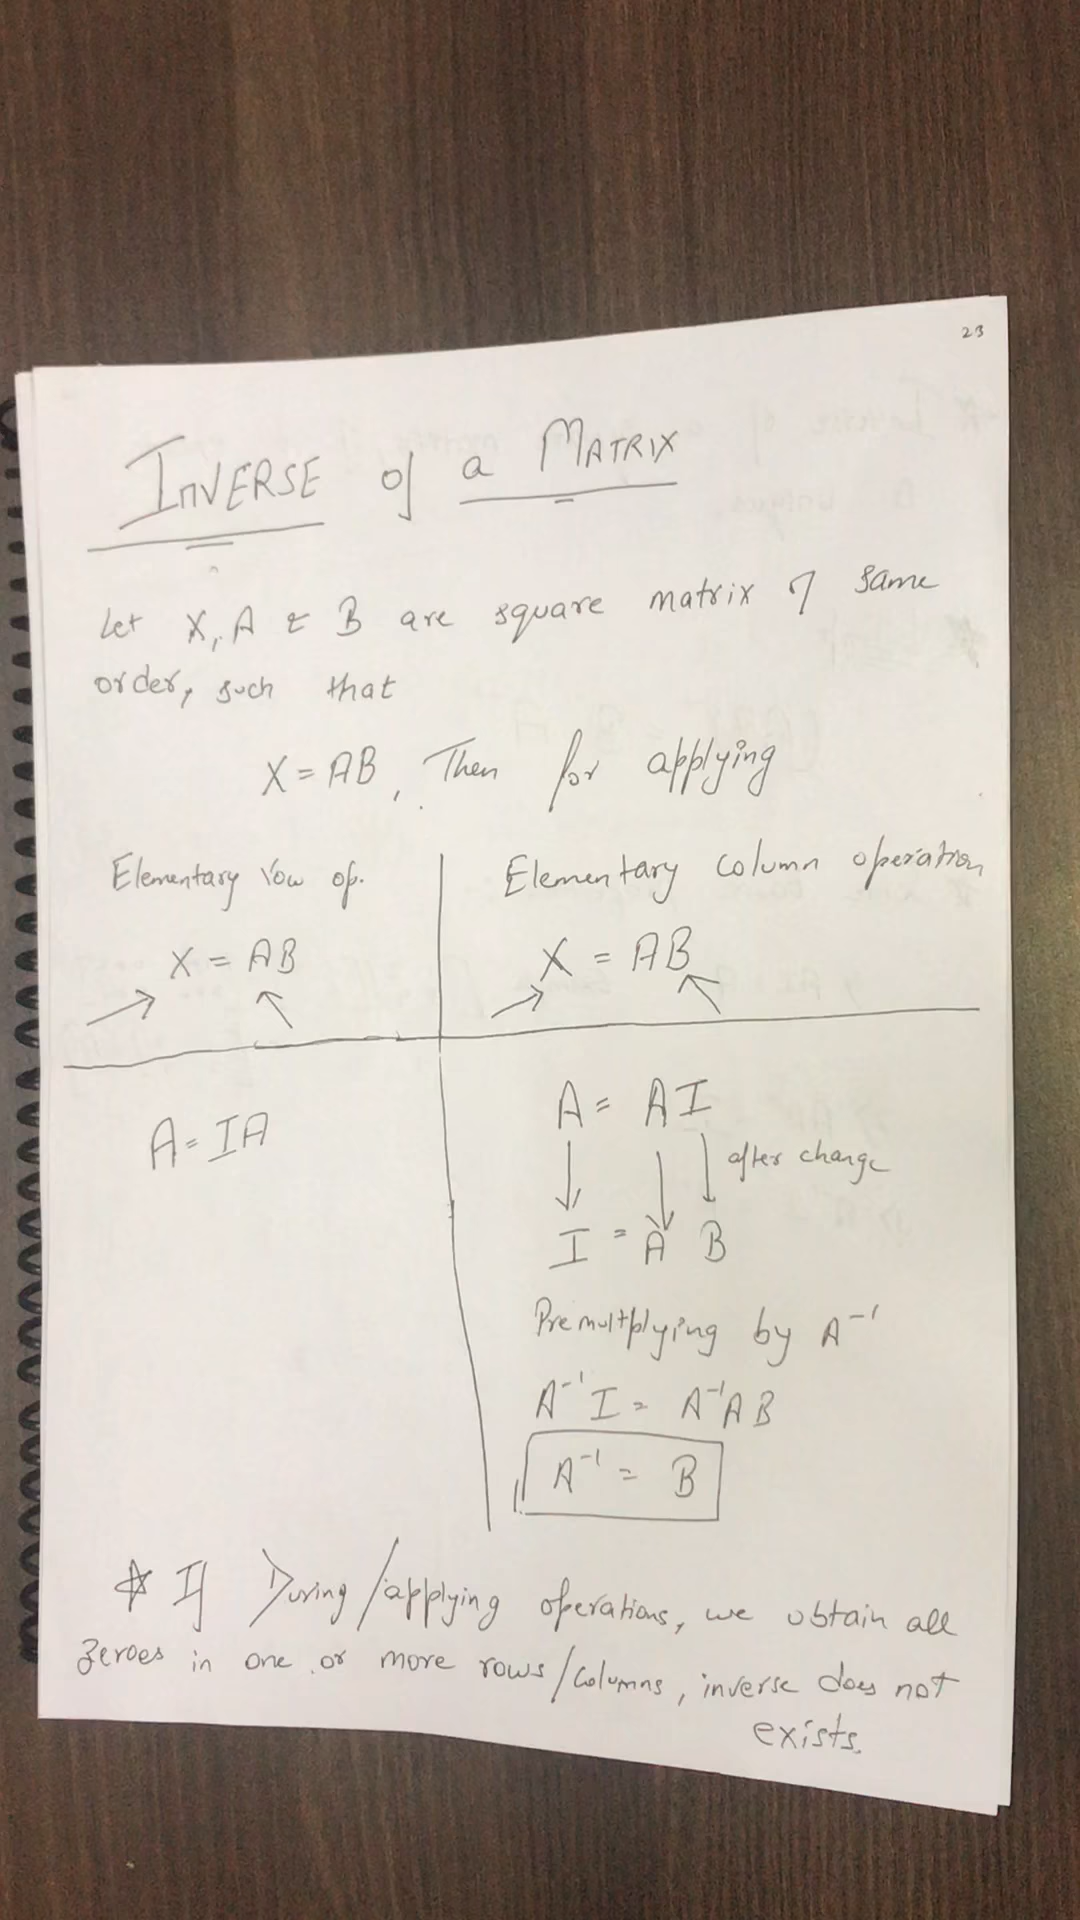 23
INVERSE of a MATRIX
Let X, A & B are square matrix of same
order, such that
X = AB, Then for applying
Elementary row op.
X = AB
A = IA
Elementary column operation
X = AB
A = AI
after change
I = A B
Premultplying by A⁻¹
A⁻¹ I = A⁻¹AB
A⁻¹ = B
☆ If During/applying operations, we obtain all
zeroes in one or more rows/columns, inverse does not
exists.